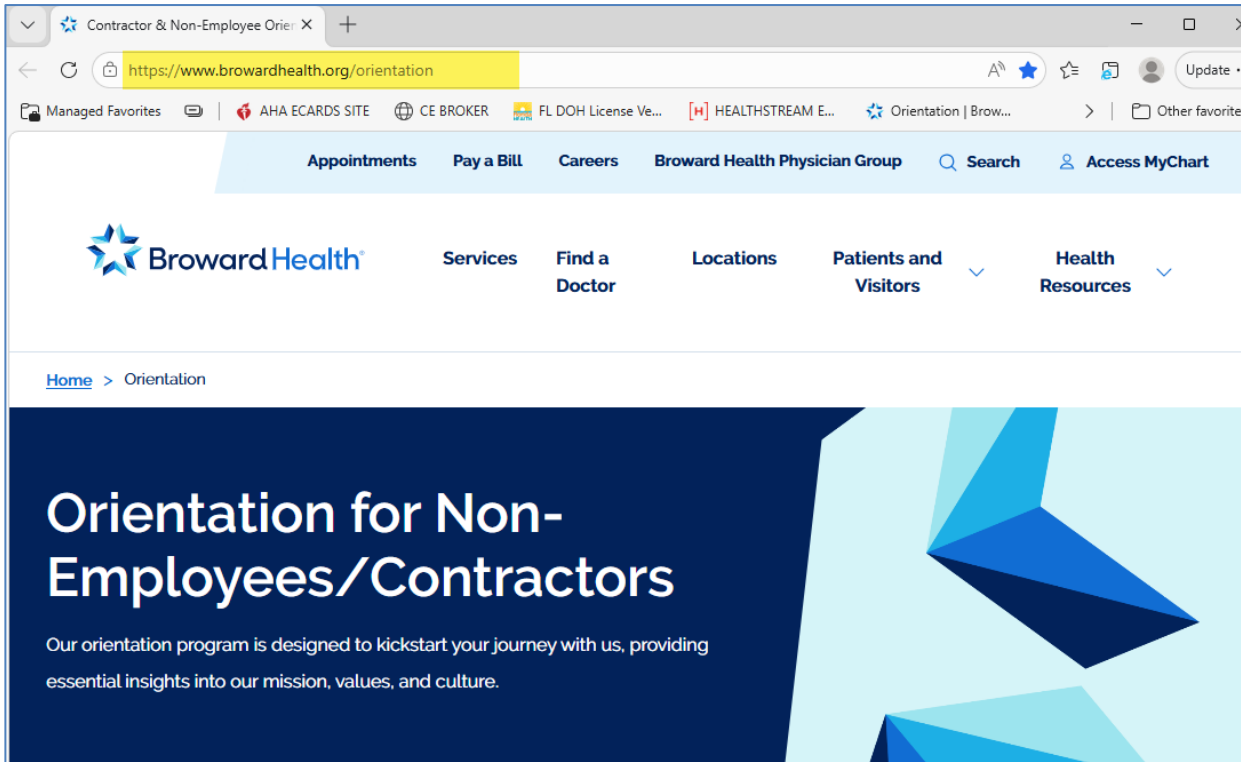 Contractor & Non-Employee Orien
https://www.browardhealth.org/orientation
Update
Managed Favorites
AHA ECARDS SITE
CE BROKER
FL DOH License Ve...
HEALTHSTREAM E...
Orientation | Brow...
Other favorite
Appointments
Pay a Bill
Careers
Broward Health Physician Group
Search
Access MyChart
Broward Health
Services
Find a
Doctor
Locations
Patients and
Visitors
Health
Resources
Home > Orientation
Orientation for Non-
Employees/Contractors
Our orientation program is designed to kickstart your journey with us, providing
essential insights into our mission, values, and culture.